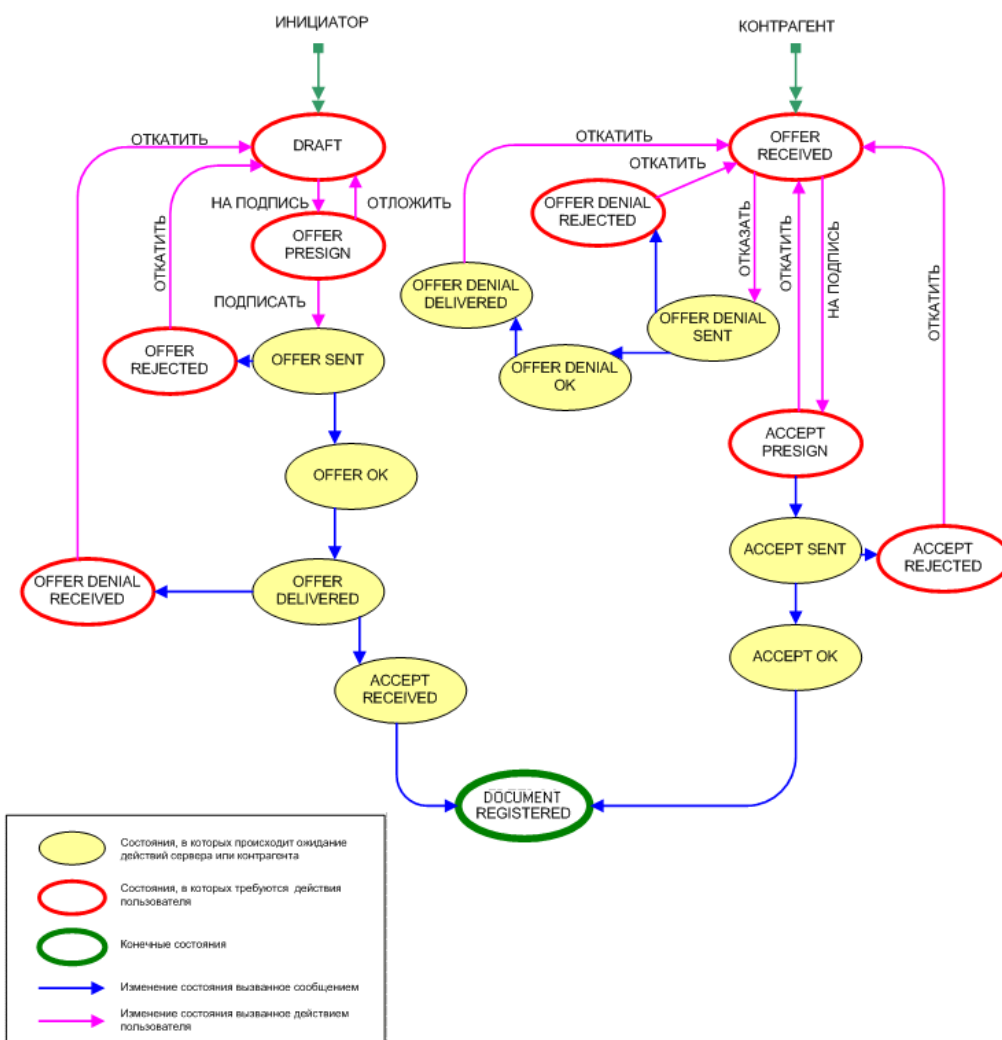 ИНИЦИАТОР
КОНТРАГЕНТ
ОТКАТИТЬ
DRAFT
ОТКАТИТЬ
OFFER
RECEIVED
ОТКАТИТЬ
НА ПОДПИСЬ
ОТЛОЖИТЬ
OFFER DENIAL
REJECTED
OFFER
PRESIGN
ОТКАТИТЬ
ОТКАЗАТЬ
ОТКАТИТЬ
НА ПОДПИСЬ
ОТКАТИТЬ
OFFER DENIAL
DELIVERED
ПОДПИСАТЬ
OFFER DENIAL
SENT
OFFER
REJECTED
OFFER SENT
OFFER DENIAL
OK
ACCEPT
PRESIGN
OFFER OK
ACCEPT SENT
ACCEPT
REJECTED
OFFER DENIAL
RECEIVED
OFFER
DELIVERED
ACCEPT OK
ACCEPT
RECEIVED
DOCUMENT
REGISTERED
Состояния, в которых происходит ожидание
действий сервера или контрагента
Состояния, в которых требуются действия
пользователя
Конечные состояния
Изменение состояния вызванное сообщением
Изменение состояния вызванное действием
пользователя